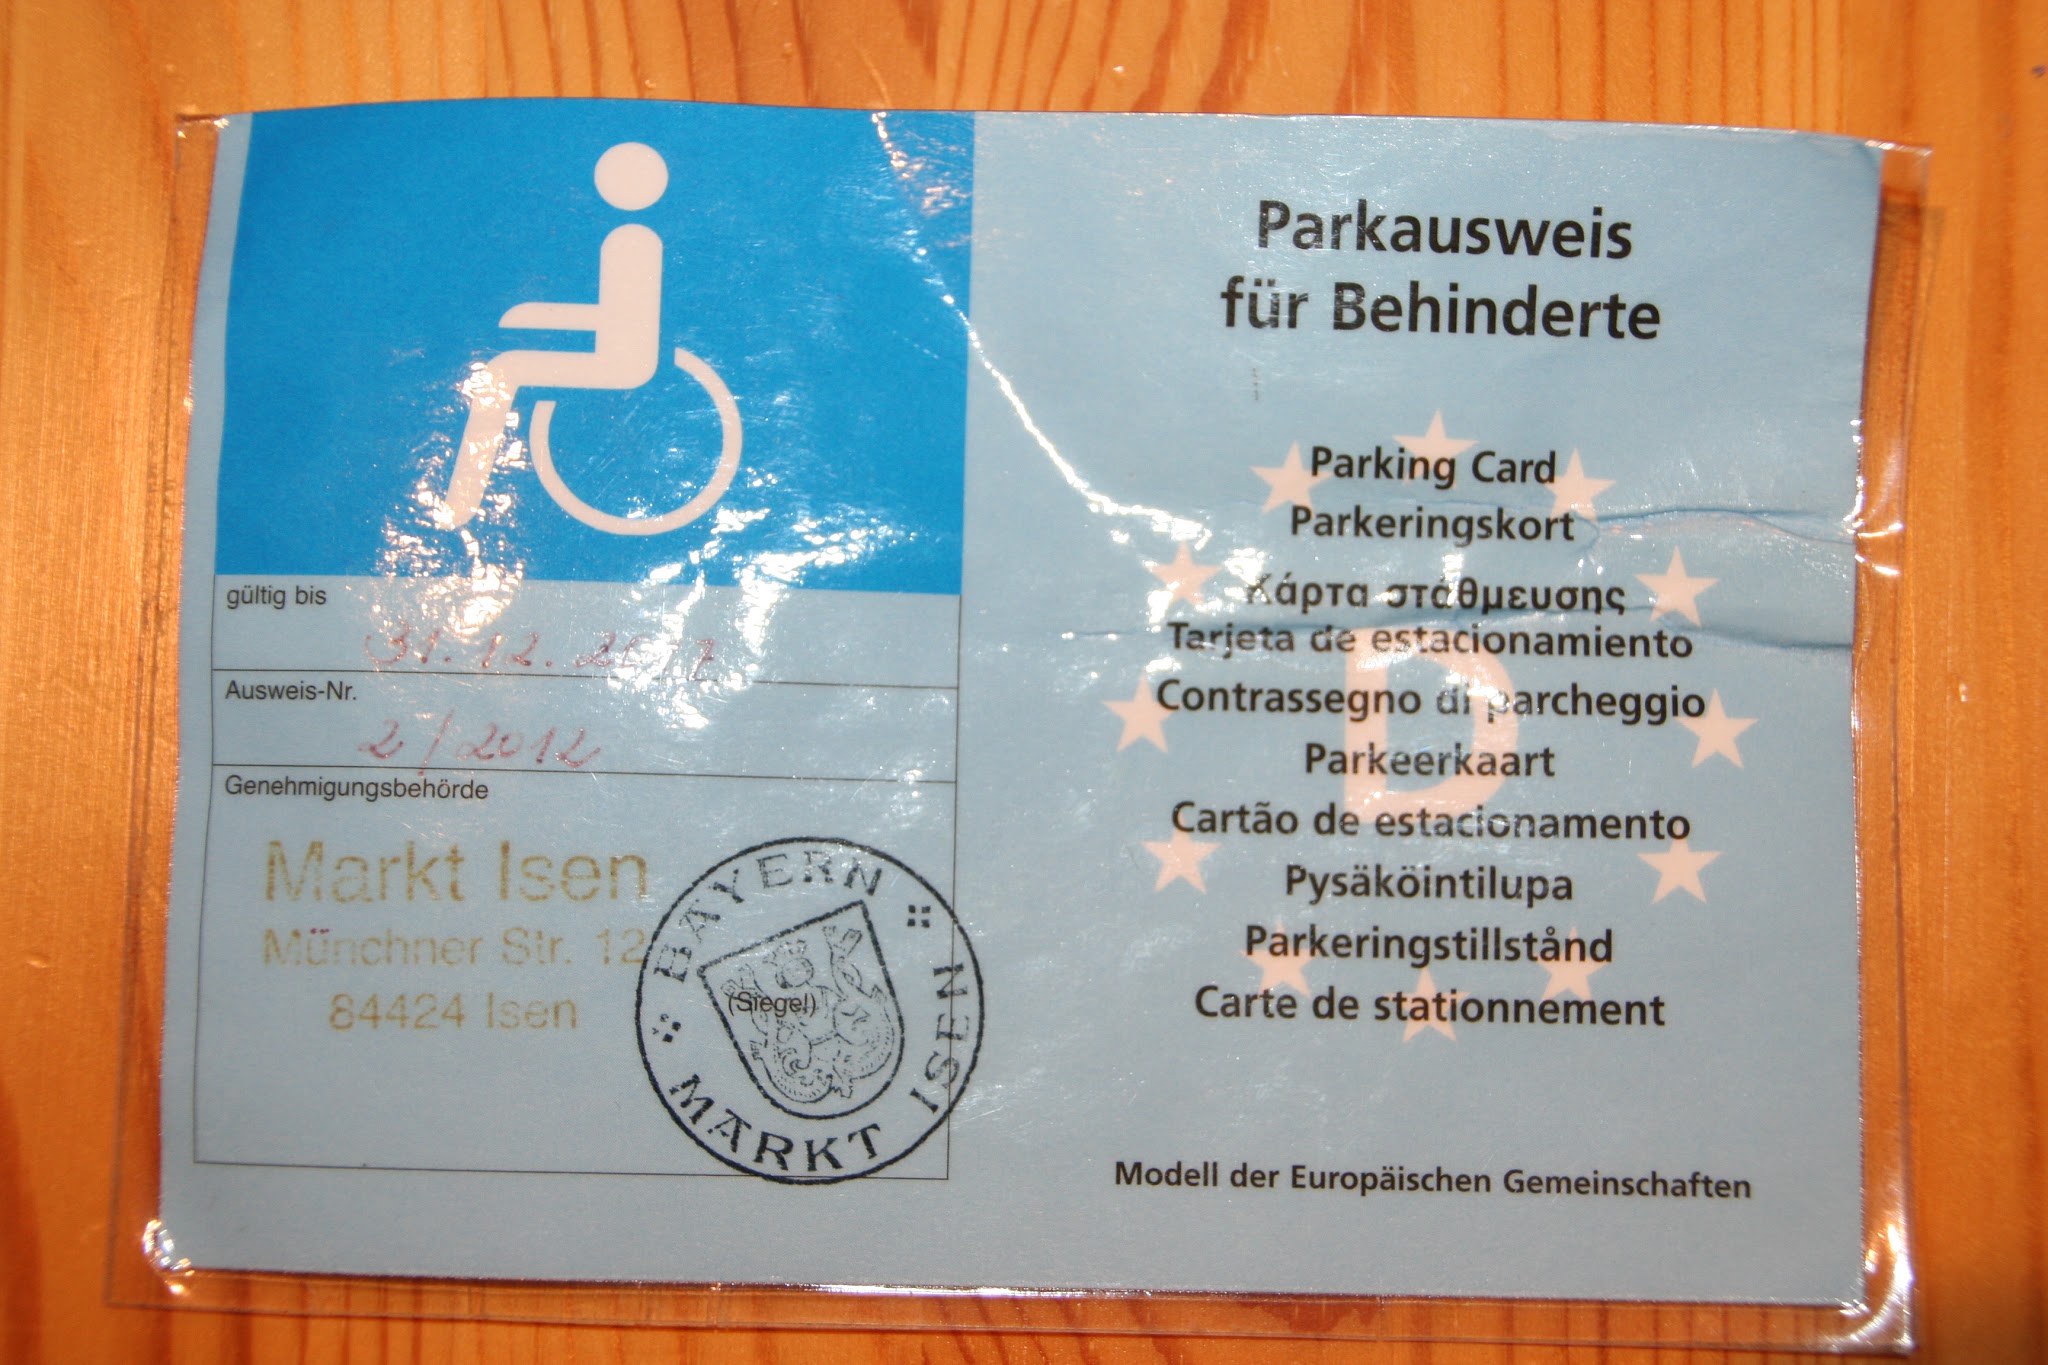 gültig bis
31.12.2017
Ausweis-Nr.
2/2012
Genehmigungsbehörde
Markt Isen
Münchner Str. 12
84424 Isen
BAYERN
(Siegel)
MARKT ISEN
Parkausweis
für Behinderte
Parking Card
Parkeringskort
Κάρτα στάθμευσης
Tarjeta de estacionamiento
Contrassegno di parcheggio
Parkeerkaart
Cartão de estacionamento
Pysäköintilupa
Parkeringstillstånd
Carte de stationnement
D
Modell der Europäischen Gemeinschaften